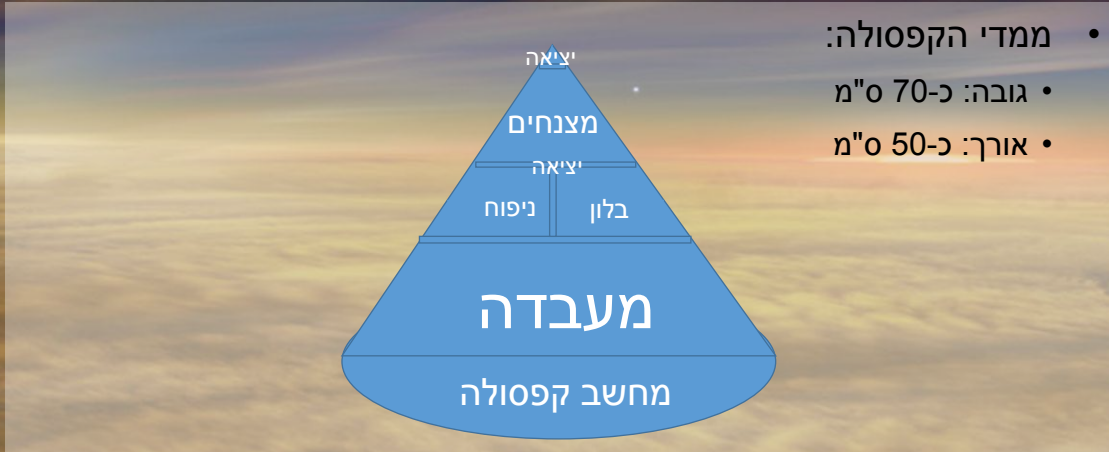 • ממדי הקפסולה:
• גובה: כ-70 ס"מ
• אורך: כ-50 ס"מ
יציאה
מצנחים
יציאה
בלון
ניפוח
מעבדה
מחשב קפסולה